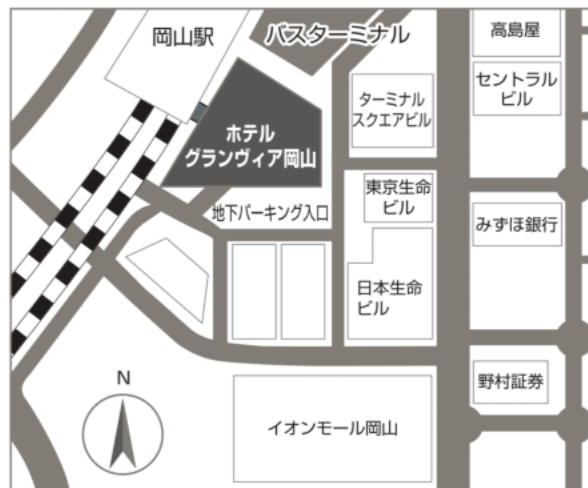 岡山駅
バスターミナル
高島屋
セントラル
ビル
ターミナル
スクエアビル
ホテル
グランヴィア岡山
東京生命
ビル
地下パーキング入口
みずほ銀行
日本生命
ビル
野村証券
N
イオンモール岡山